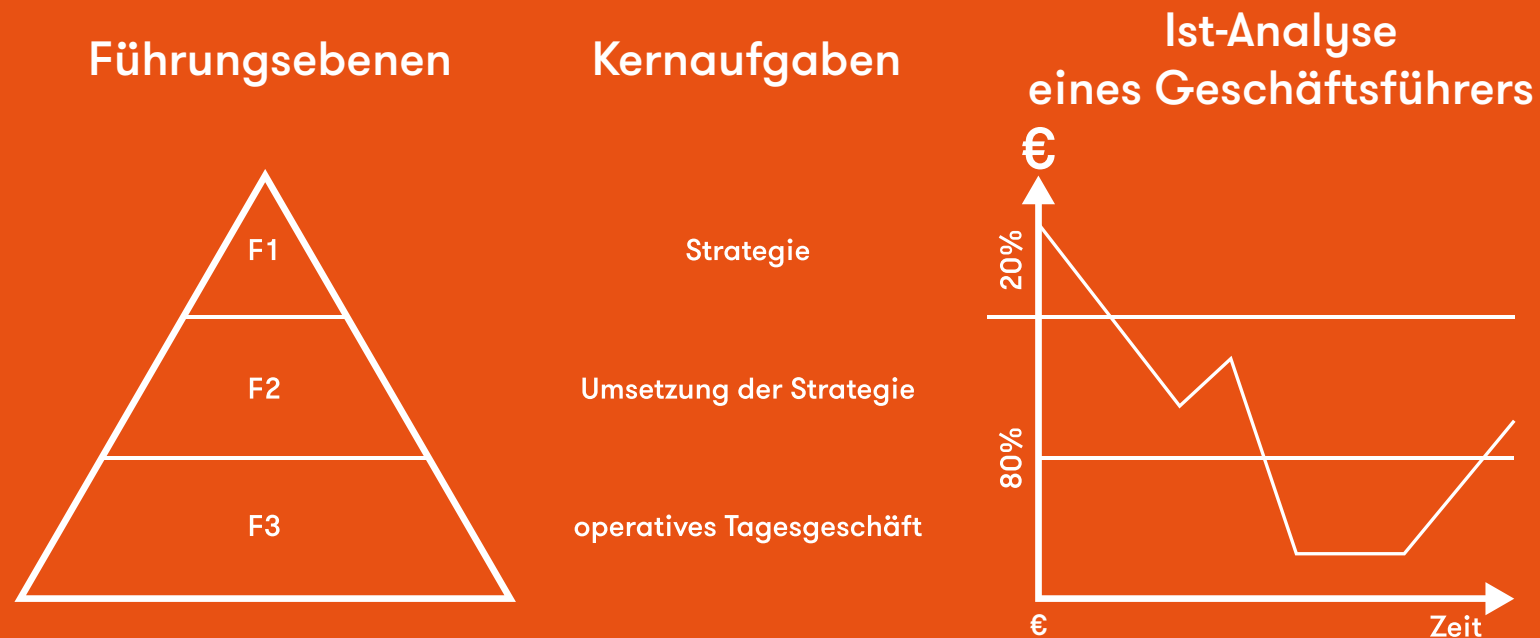 Führungsebenen
Kernaufgaben
Ist-Analyse
eines Geschäftsführers
F1
F2
F3
Strategie
Umsetzung der Strategie
operatives Tagesgeschäft
€
20%
80%
€
Zeit